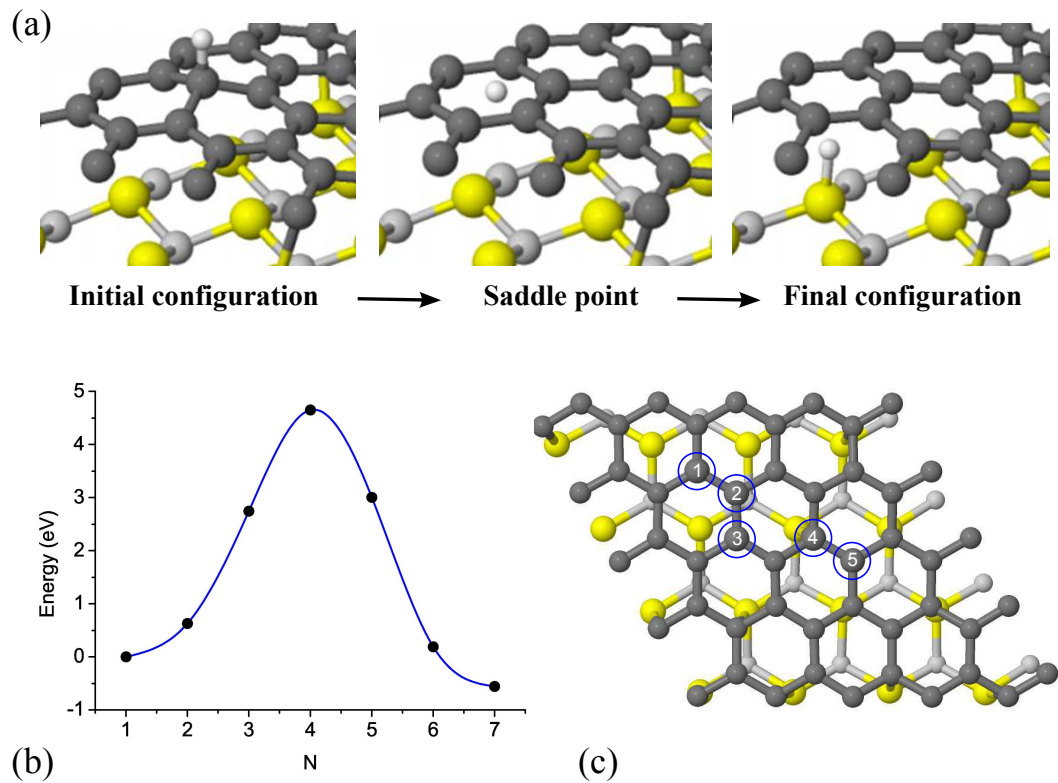 (a)
Initial configuration
Saddle point
Final configuration
5
4
3
2
1
0
-1
Energy (eV)
1 2 3 4 5 6 7
N
(b)
1
2
3
4
5
(c)